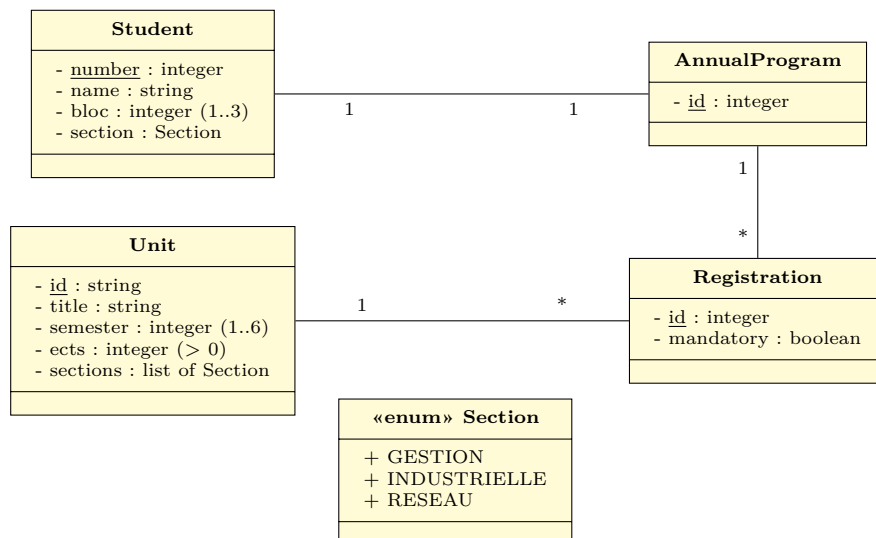 Student
- number : integer
- name : string
- bloc : integer (1..3)
- section : Section
AnnualProgram
- id : integer
1
1
1
*
Unit
- id : string
- title : string
- semester : integer (1..6)
- ects : integer (> 0)
- sections : list of Section
1
*
Registration
- id : integer
- mandatory : boolean
«enum» Section
+ GESTION
+ INDUSTRIELLE
+ RESEAU